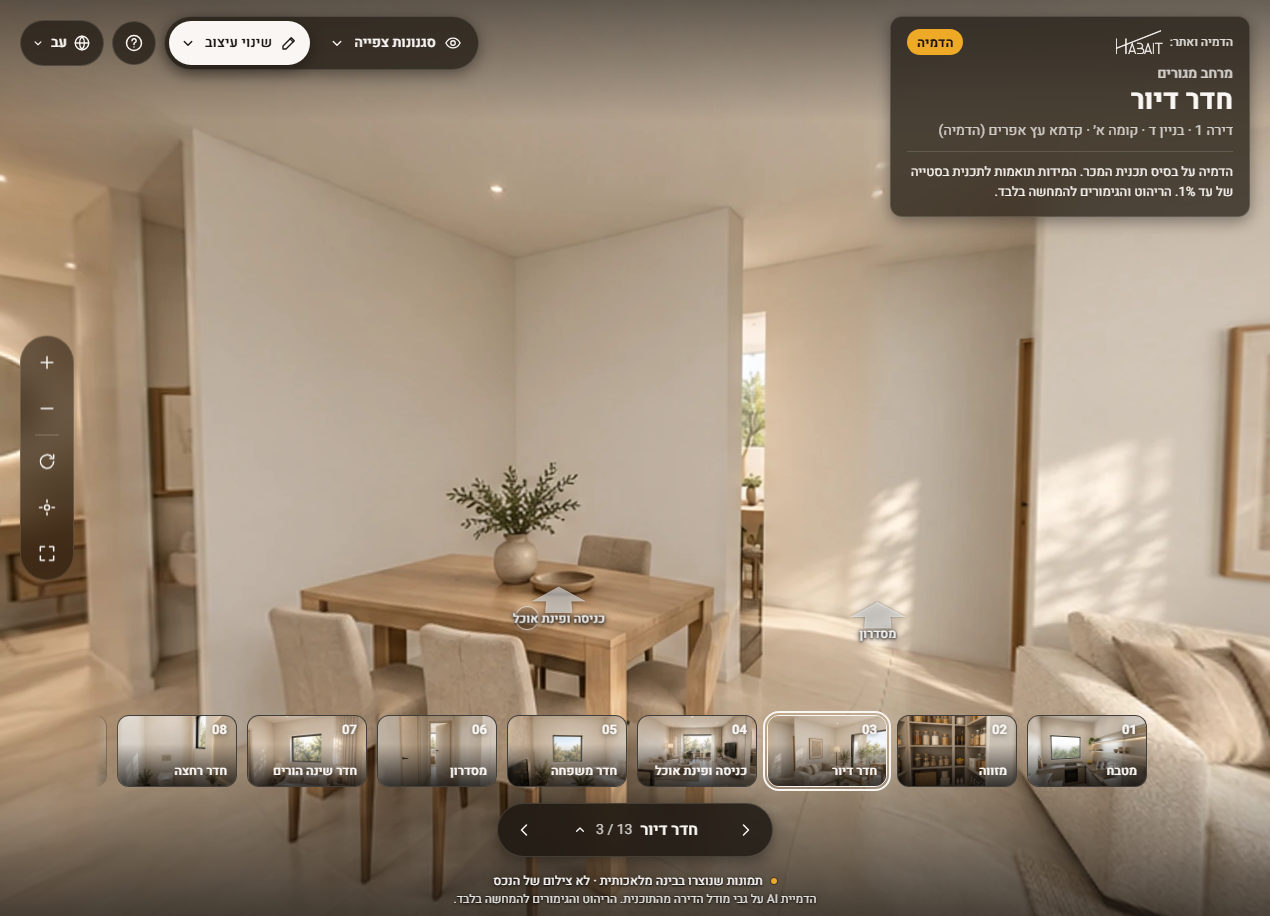 הדמיה ואתר: HABAIT
הדמיה
מרחב מגורים
חדר דיור
דירה 1 · בניין ד · קומה א' · קדמא עץ אפרים (הדמיה)
הדמיה על בסיס תכנית המכר. המידות תואמות לתכנית בסטייה
של עד 1%. הריהוט והגימורים להמחשה בלבד.
סגנונות צפייה
שינוי עיצוב
עב
כניסה ופינת אוכל
מסדרון
01
מטבח
02
מזווה
03
חדר דיור
04
כניסה ופינת אוכל
05
חדר משפחה
06
מסדרון
07
חדר שינה הורים
08
חדר רחצה
חדר דיור 3 / 13
תמונות שנוצרו בבינה מלאכותית · לא צילום של הנכס
הדמיית AI על גבי מודל הדירה מהתוכנית. הריהוט והגימורים להמחשה בלבד.